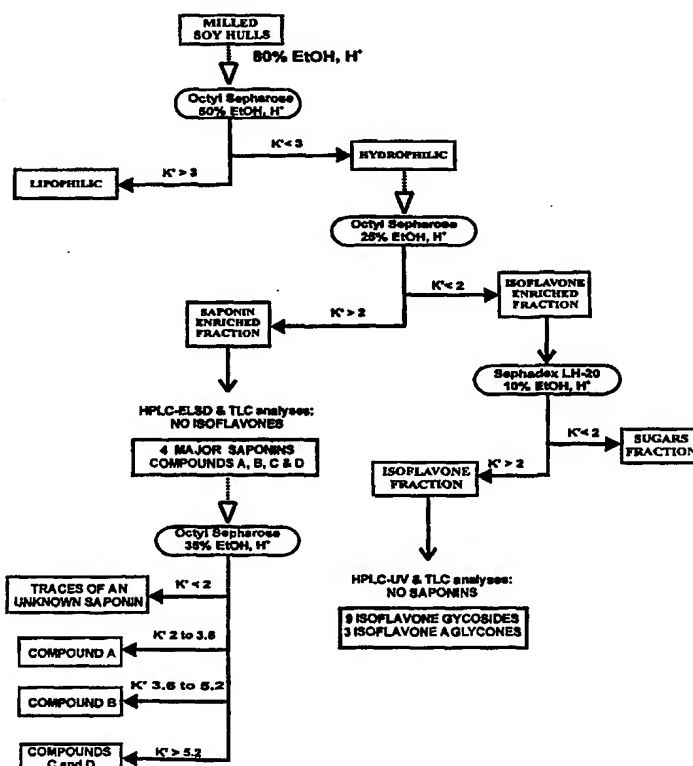 MILLED
SOY HULLS
80% EtOH, H⁺
Octyl Sepharose
50% EtOH, H⁺
K' < 3
HYDROPHILIC
K' > 3
LIPOPHILIC
Octyl Sepharose
25% EtOH, H⁺
K' < 2
ISOFLAVONE
ENRICHED
FRACTION
K' > 2
SAPONIN
ENRICHED
FRACTION
Sephadex LH-20
10% EtOH, H⁺
K' < 2
SUGARS
FRACTION
K' > 2
ISOFLAVONE
FRACTION
HPLC-ELSD & TLC analyses:
NO ISOFLAVONES
4 MAJOR SAPONINS
COMPOUNDS A, B, C & D
Octyl Sepharose
35% EtOH, H⁺
HPLC-UV & TLC analyses:
NO SAPONINS
9 ISOFLAVONE GYCOSIDES
3 ISOFLAVONE AGLYCONES
K' < 2
TRACES OF AN
UNKNOWN SAPONIN
K' 2 to 3.6
COMPOUND A
K' 3.6 to 5.2
COMPOUND B
K' > 5.2
COMPOUNDS
C and D